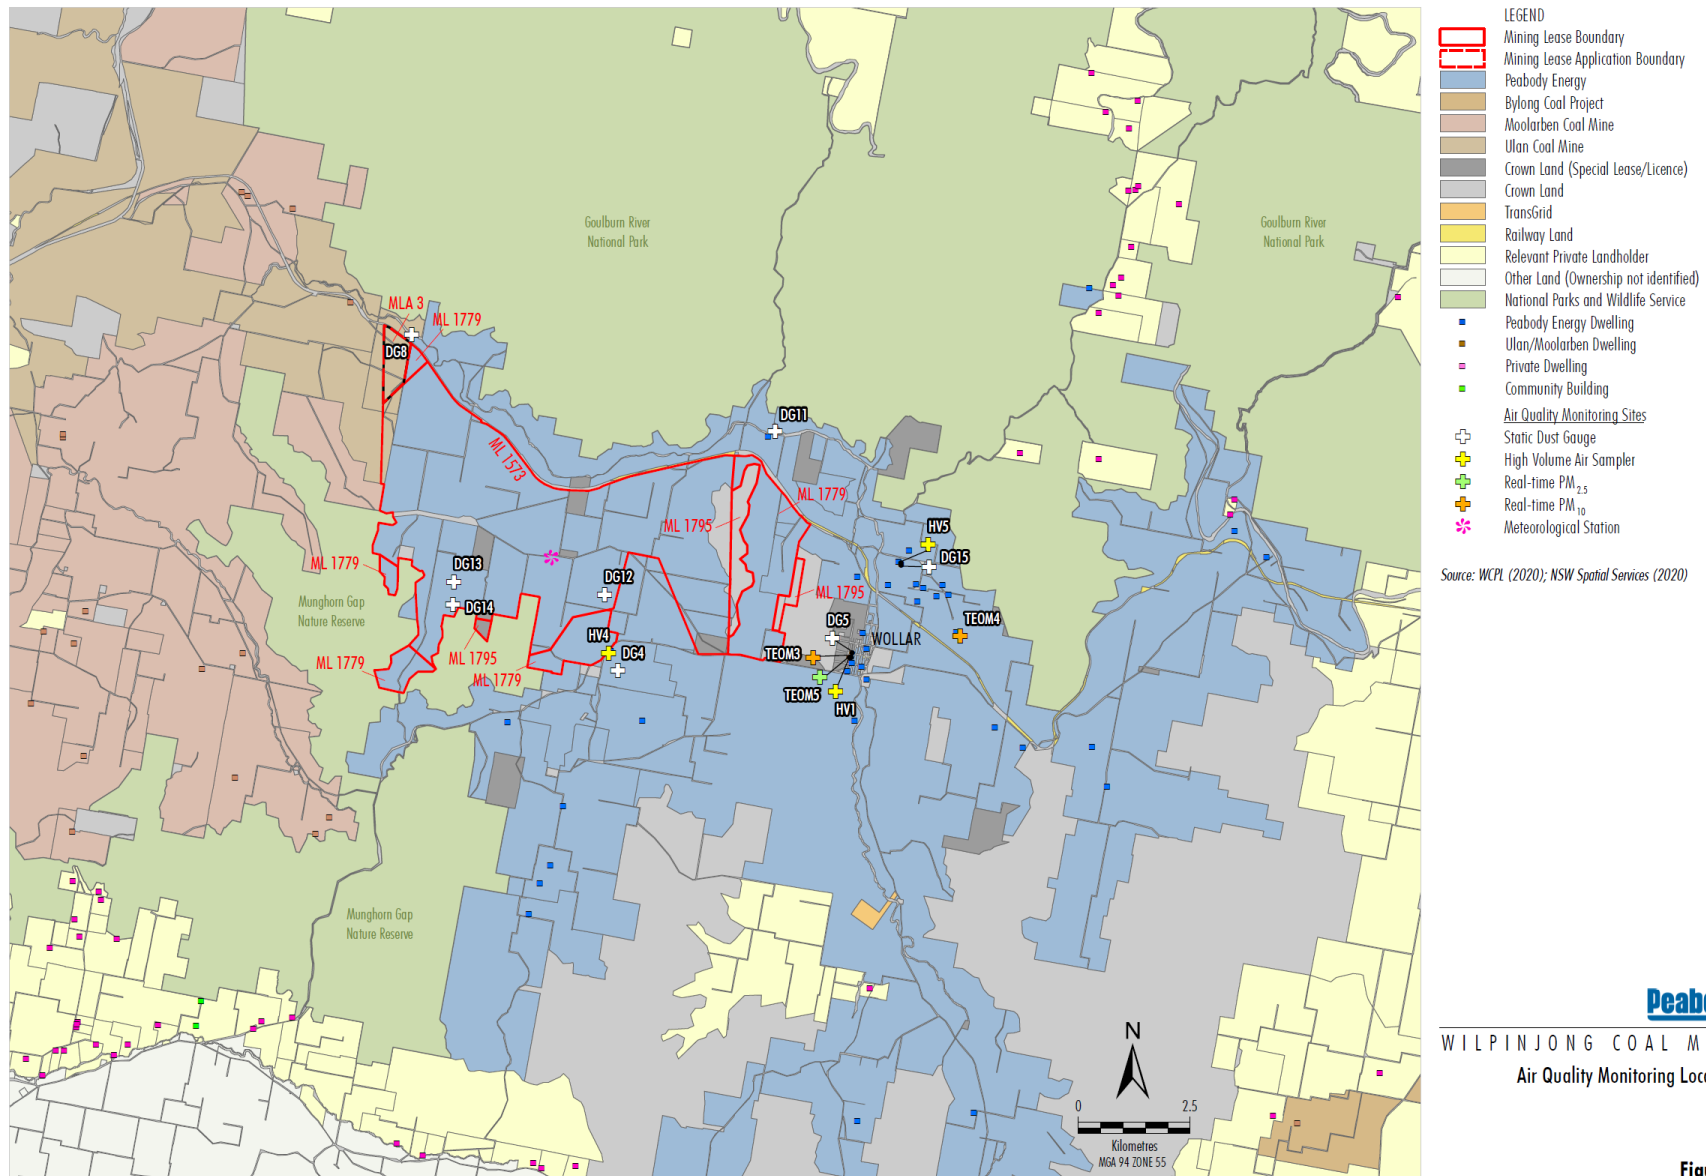 LEGEND
Mining Lease Boundary
Mining Lease Application Boundary
Peabody Energy
Bylong Coal Project
Moolarben Coal Mine
Ulan Coal Mine
Crown Land (Special Lease/Licence)
Crown Land
TransGrid
Railway Land
Relevant Private Landholder
Other Land (Ownership not identified)
National Parks and Wildlife Service
Peabody Energy Dwelling
Ulan/Moolarben Dwelling
Private Dwelling
Community Building
Air Quality Monitoring Sites
Static Dust Gauge
High Volume Air Sampler
Real-time PM2.5
Real-time PM10
Meteorological Station
Source: WCPL (2020); NSW Spatial Services (2020)
Goulburn River
National Park
Goulburn River
National Park
MLA 3
ML 1779
DG8
DG11
ML 1573
ML 1779
ML 1795
HV5
DG15
ML 1779
DG13
DG12
ML 1795
Munghorn Gap
Nature Reserve
DG14
DG5
TEOM4
HV4
WOLLAR
DG4
TEOM3
ML 1795
ML 1779
ML 1779
TEOM5
HV1
Munghorn Gap
Nature Reserve
N
0 2.5
Kilometres
MGA 94 ZONE 55
Peabo
WILPINJONG COAL M
Air Quality Monitoring Loca
Figu